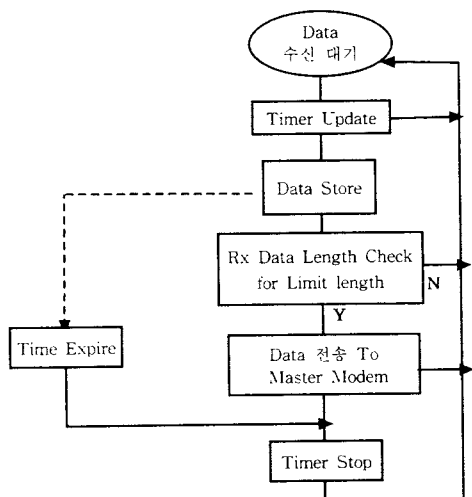 Data
수신 대기
Timer Update
Data Store
Rx Data Length Check
for Limit length
N
Y
Time Expire
Data 전송 To
Master Modem
Timer Stop